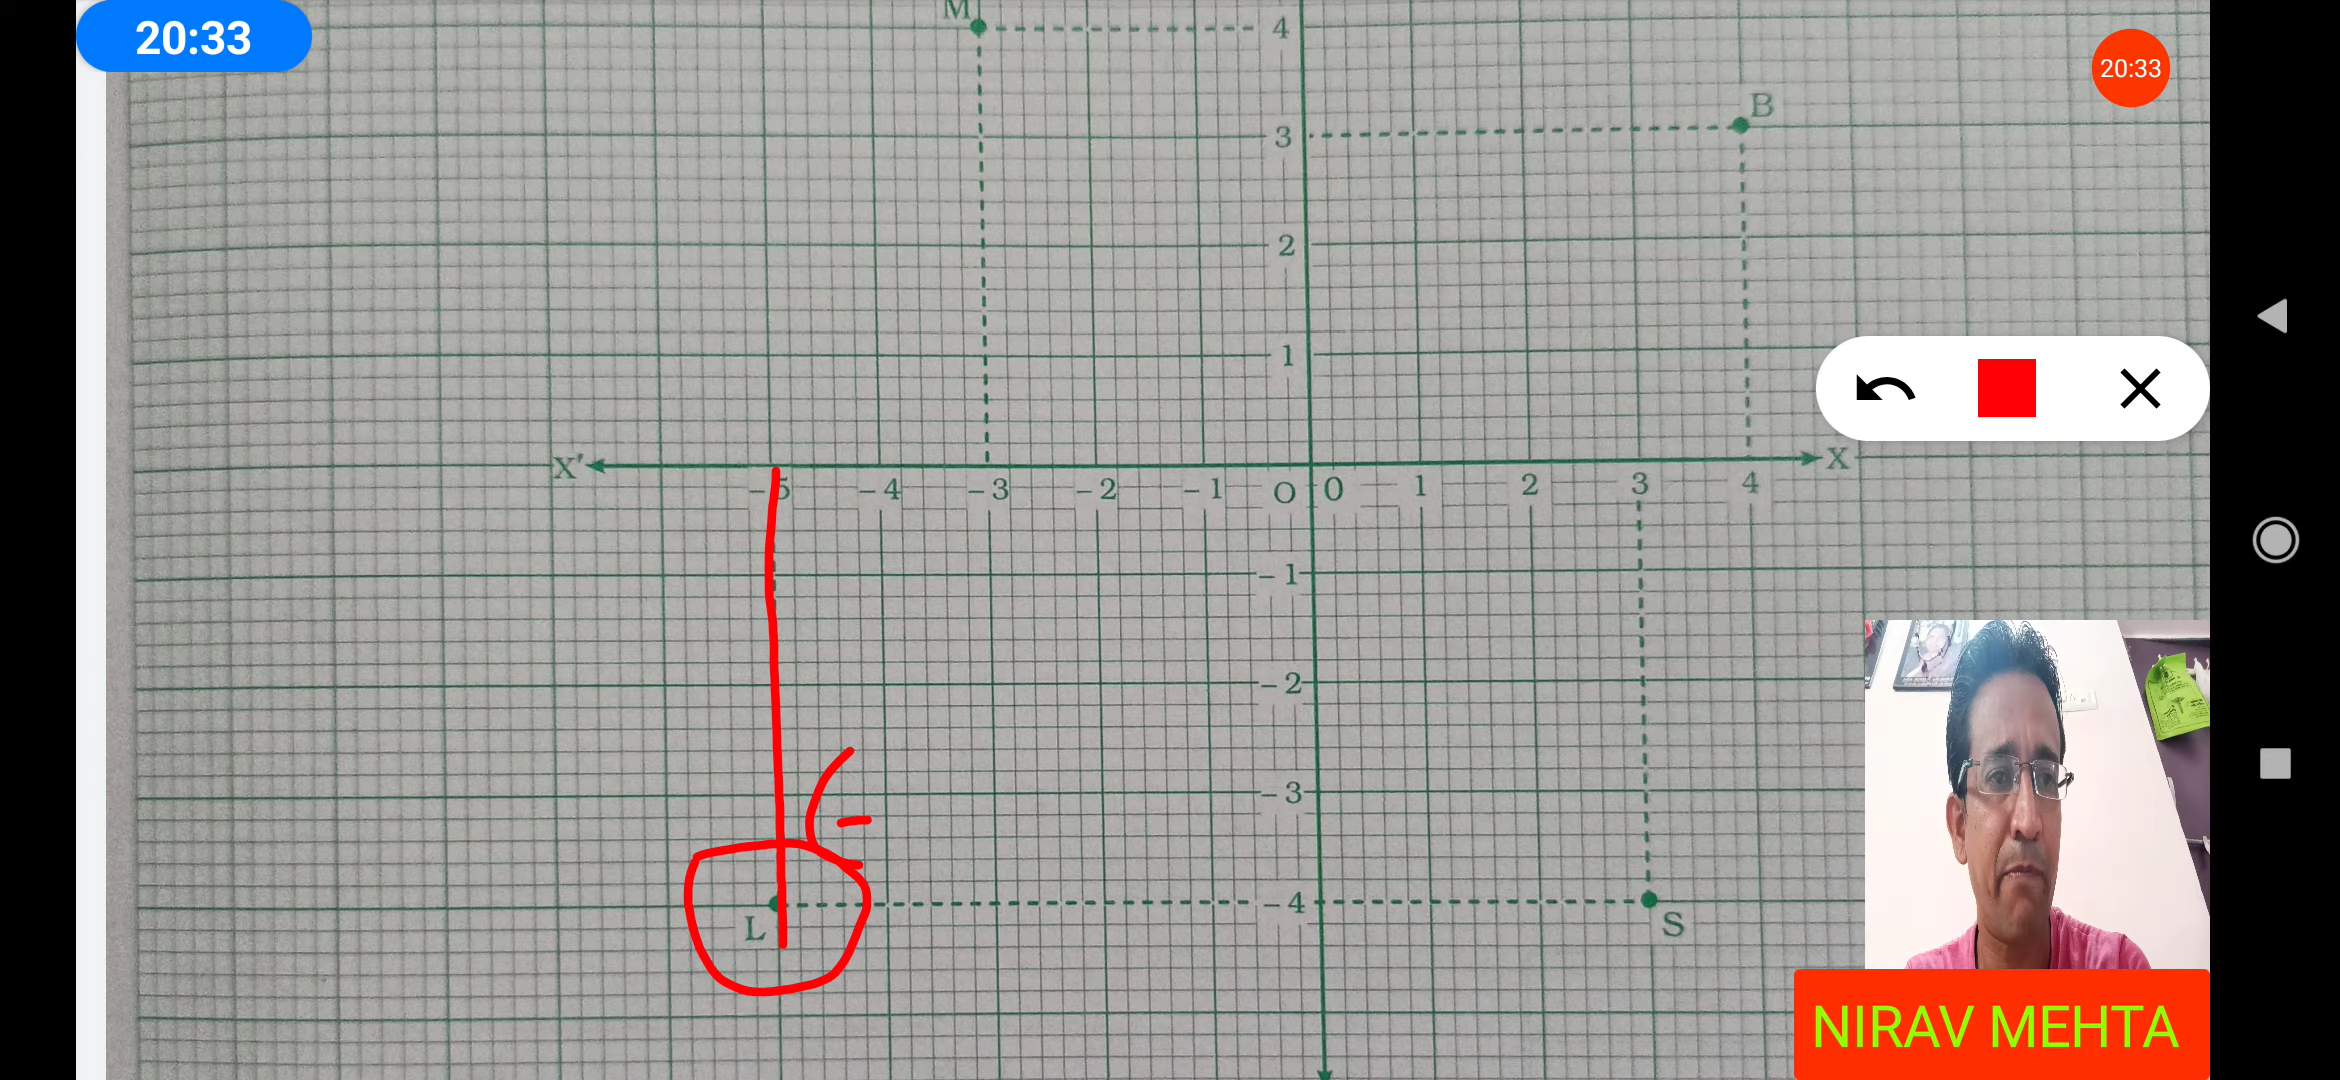 20:33
M
4
20:33
B
3
2
1
X' X
– 5 – 4 – 3 – 2 – 1 O 0 1 2 3 4
– 1
– 2
– 3
( –
L – 4 S
NIRAV MEHTA